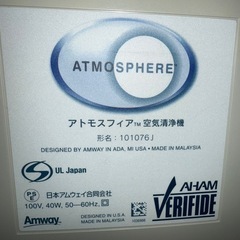 ATMOSPHERE
アトモスフィア™ 空気清浄機
形名：101076J
DESIGNED BY AMWAY IN ADA, MI USA • MADE IN MALAYSIA
UL Japan
PSE
日本アムウェイ合同会社
100V, 40W, 50—60Hz,
Amway
DESIGNED IN U.S.A.
MADE IN MALAYSIA
AHAM
VERIFIDE